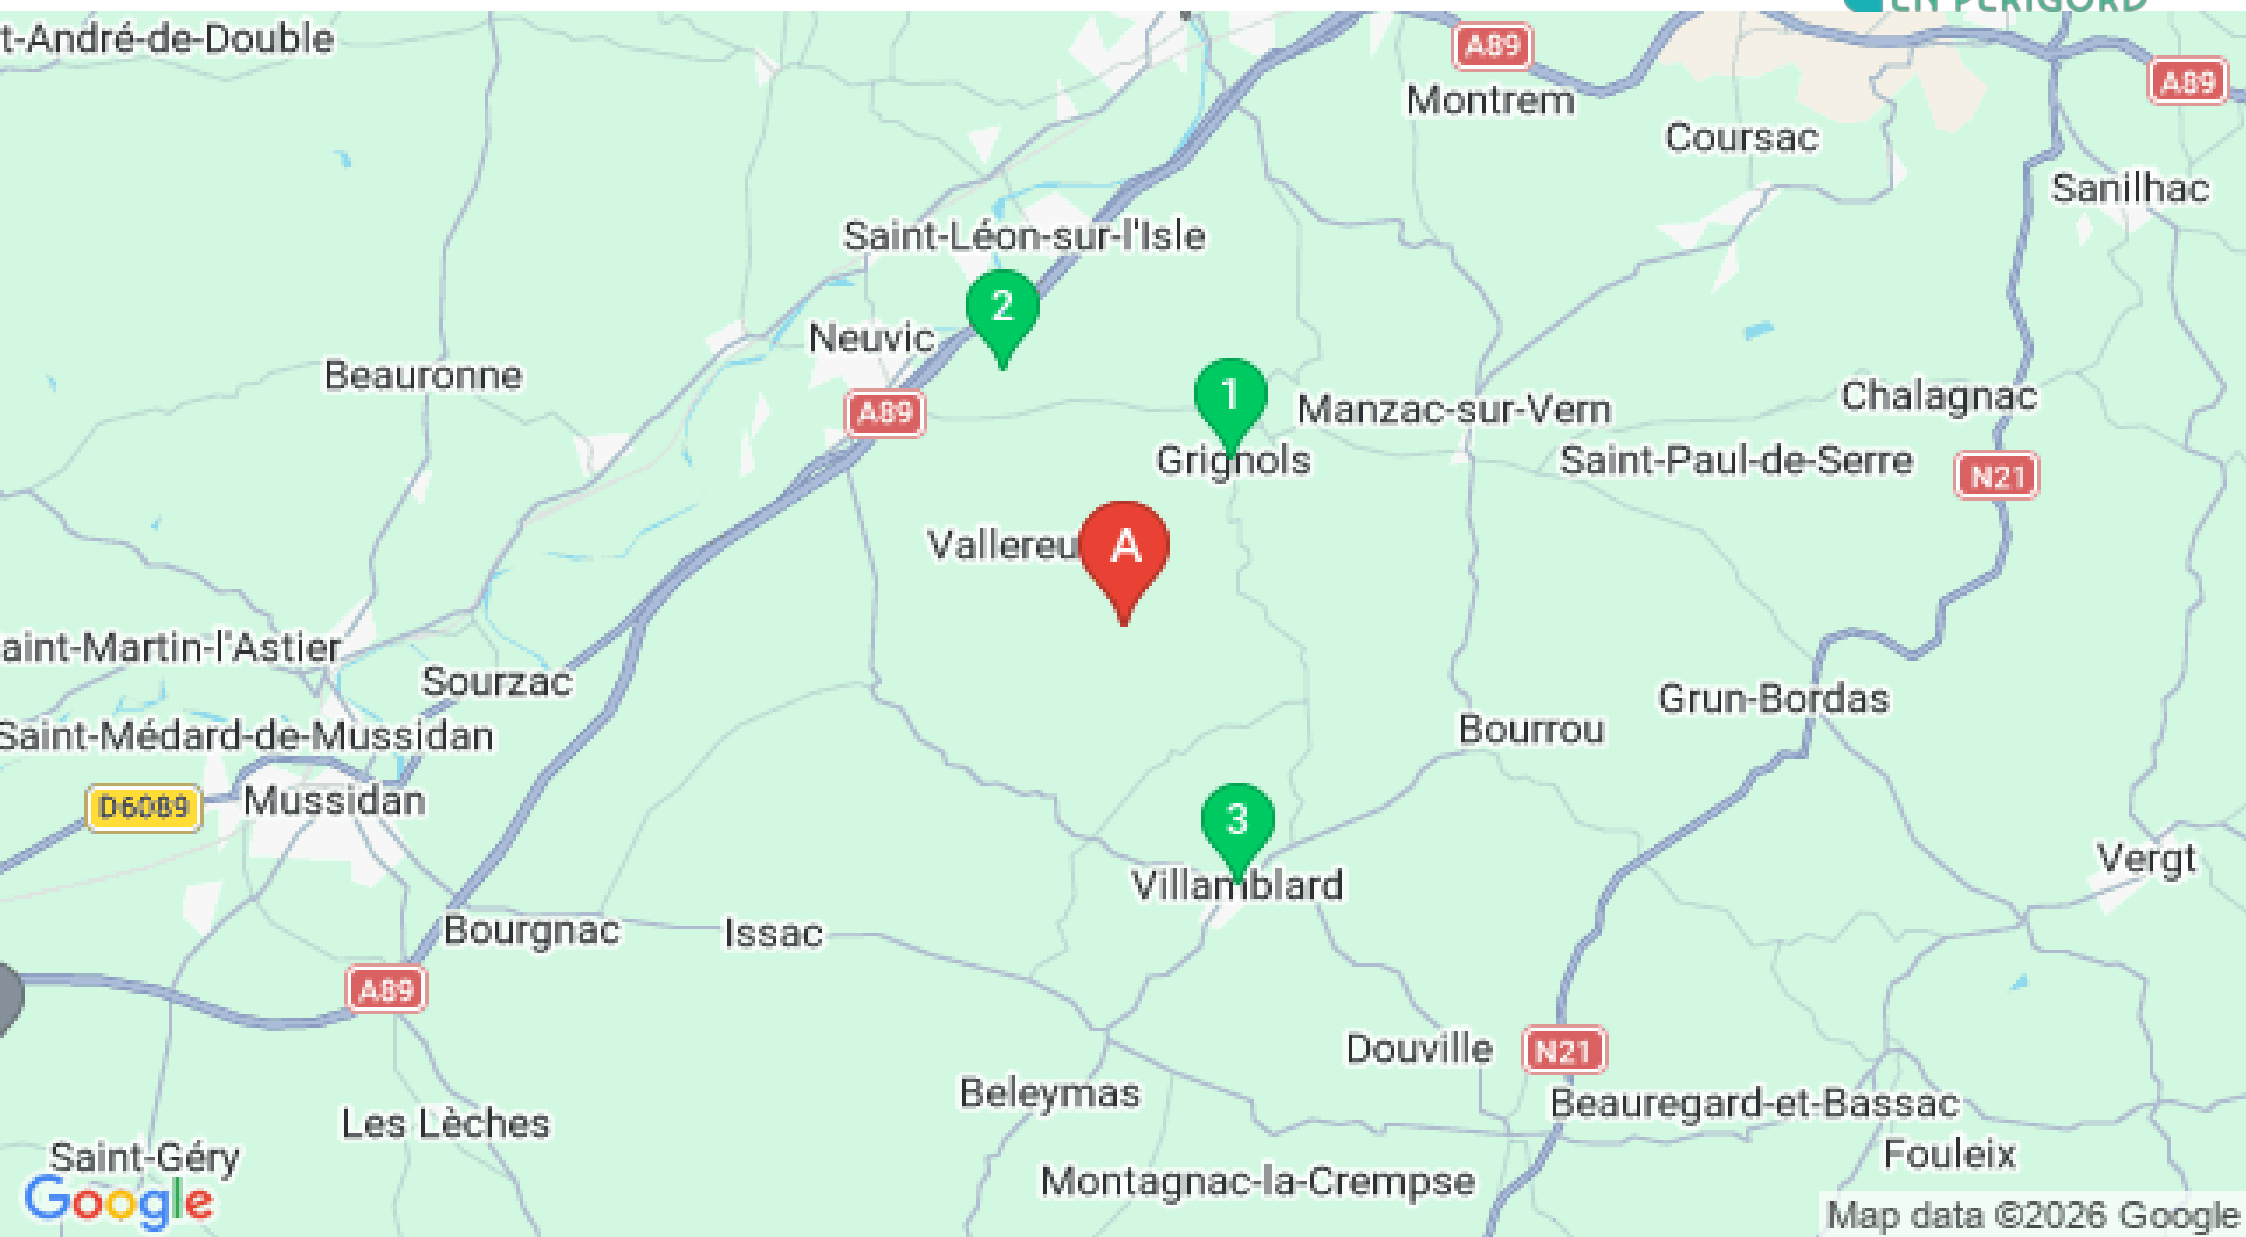 EN PÉRIGORD
t-André-de-Double
A89
A89
Montrem
Coursac
Sanilhac
Saint-Léon-sur-l'Isle
2
Neuvic
Beauronne
1
A89
Manzac-sur-Vern
Chalagnac
Grignols
Saint-Paul-de-Serre
N21
Vallereu
A
aint-Martin-l'Astier
Sourzac
Grun-Bordas
Saint-Médard-de-Mussidan
Bourrou
D6089
Mussidan
3
Vergt
Villamblard
Bourgnac
Issac
A89
Douville
N21
Beleymas
Beauregard-et-Bassac
Les Lèches
Saint-Géry
Fouleix
Montagnac-la-Crempse
Google
Map data ©2026 Google